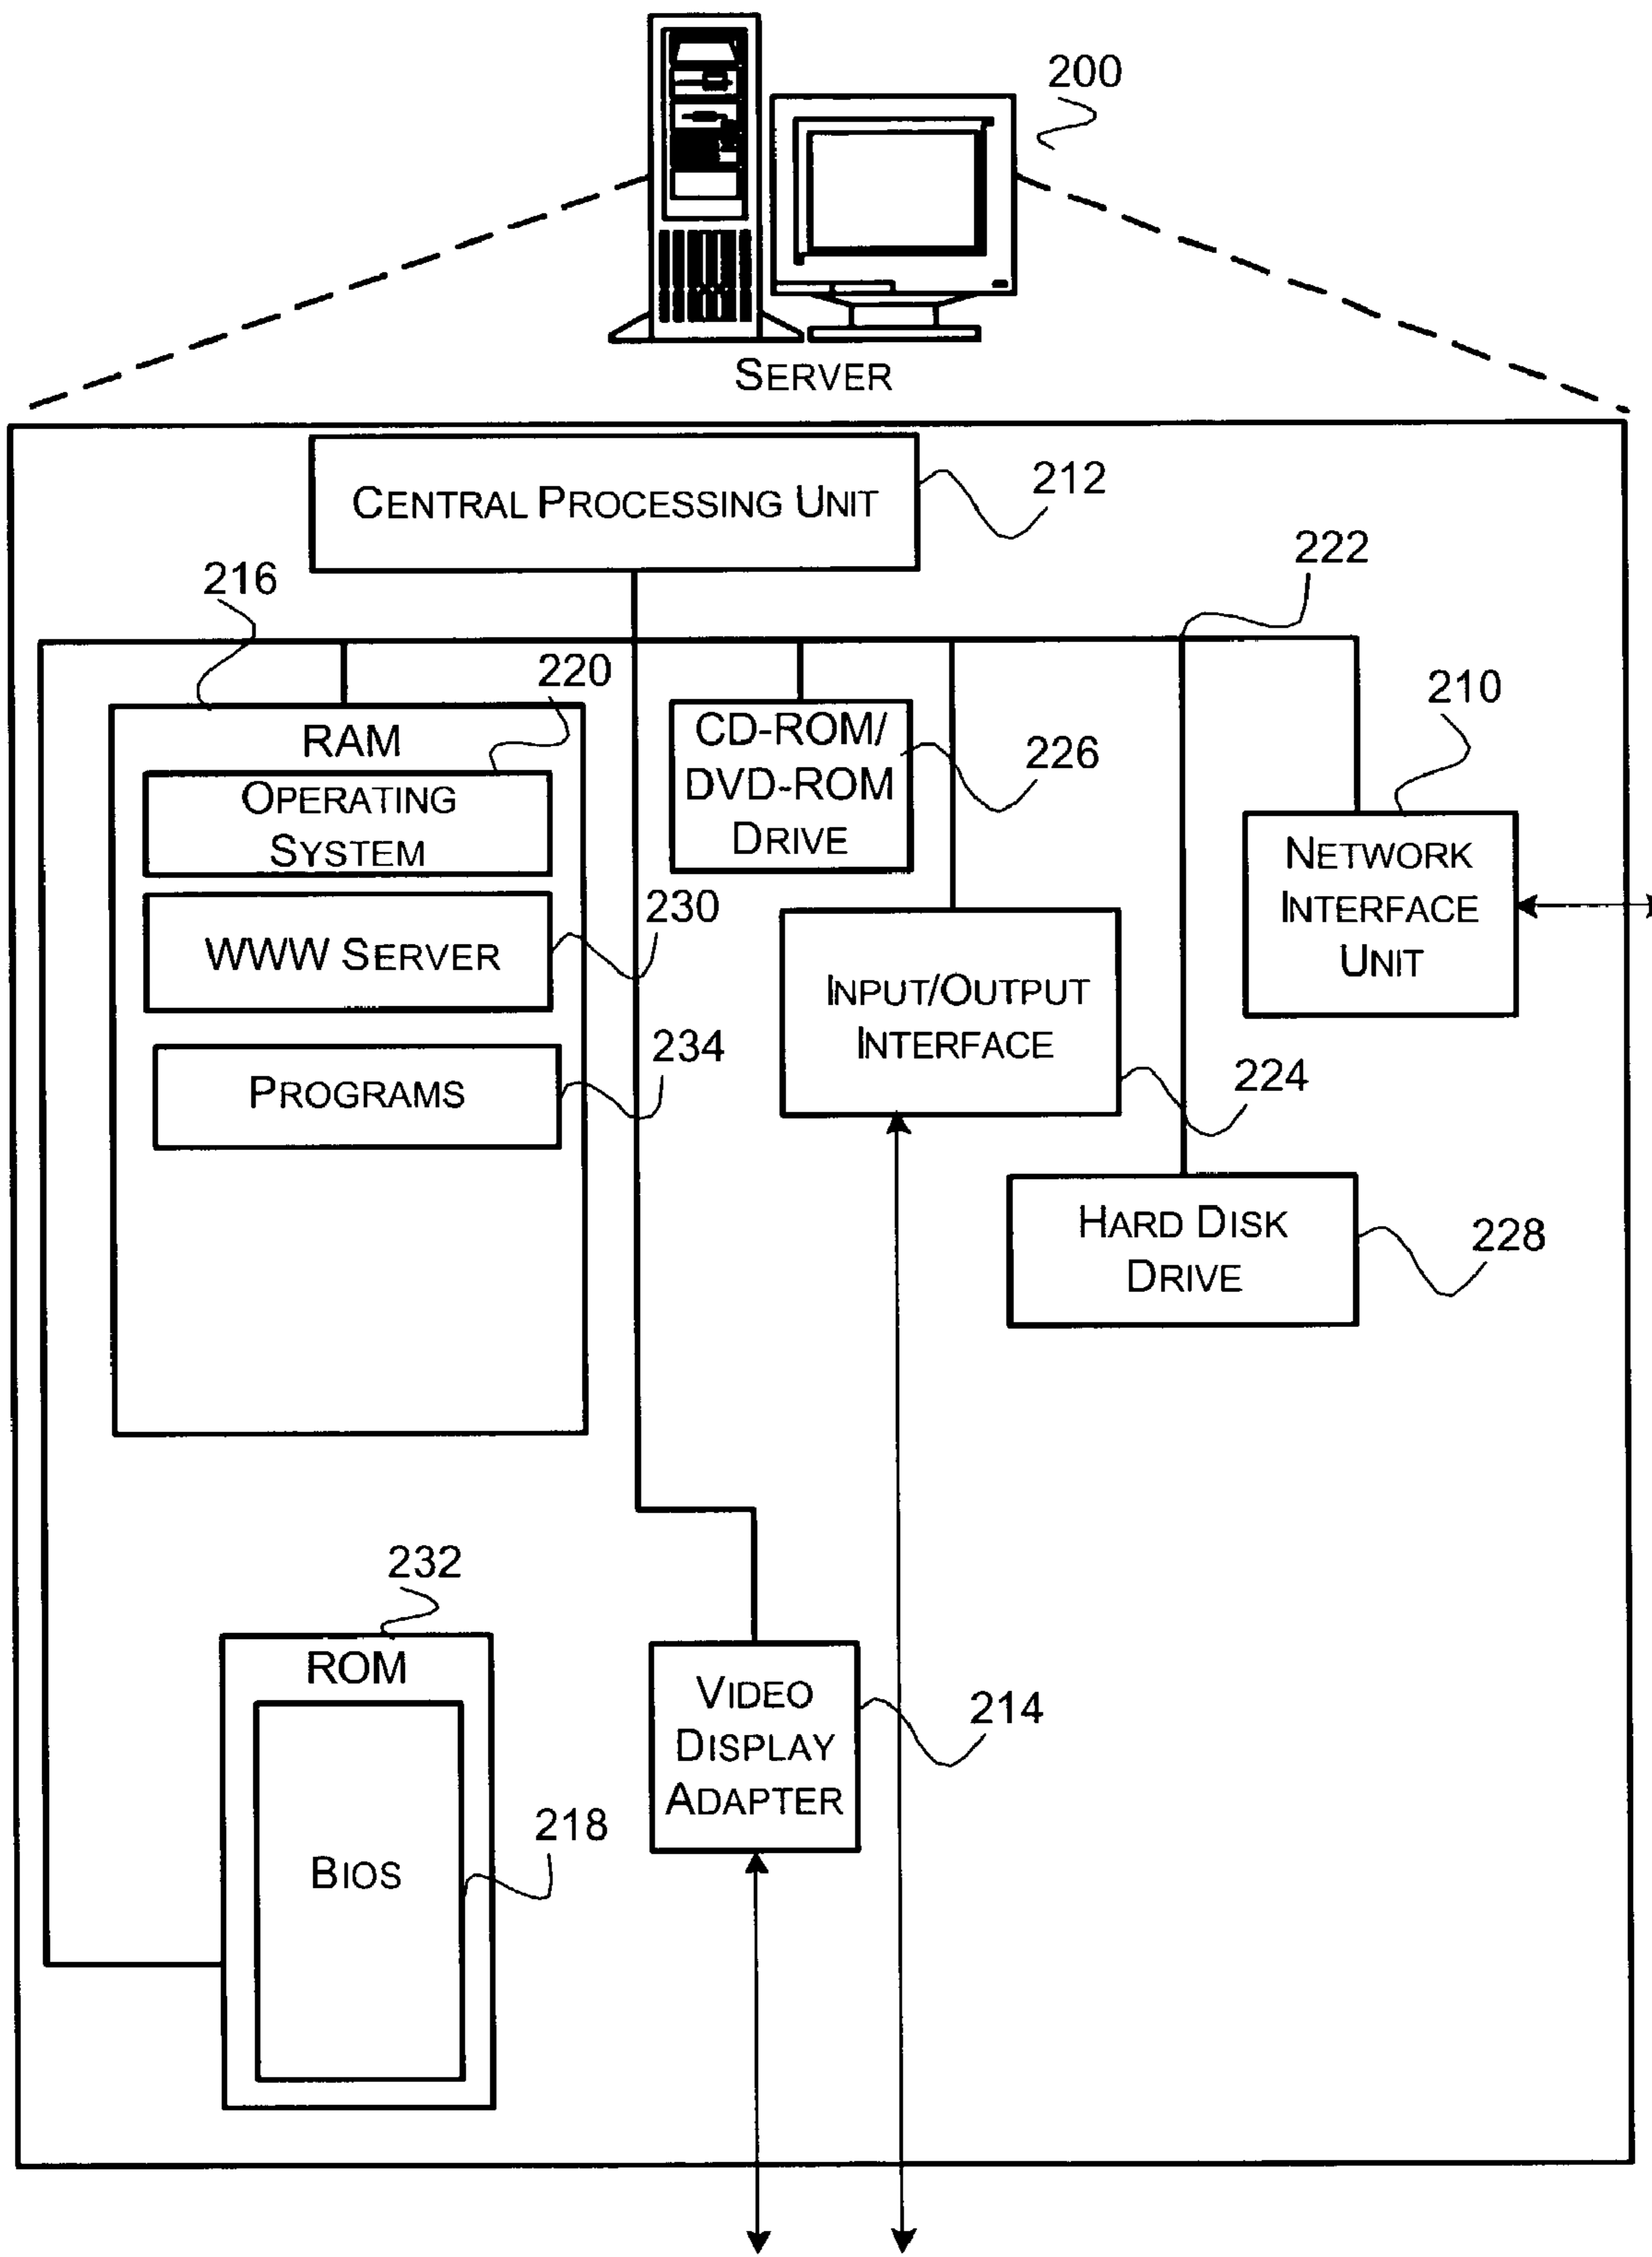 200
SERVER
CENTRAL PROCESSING UNIT
212
222
216
220
210
RAM
CD-ROM/
DVD-ROM
DRIVE
226
OPERATING
SYSTEM
NETWORK
INTERFACE
UNIT
230
WWW SERVER
INPUT/OUTPUT
INTERFACE
234
PROGRAMS
224
HARD DISK
DRIVE
228
232
ROM
VIDEO
DISPLAY
ADAPTER
214
218
BIOS